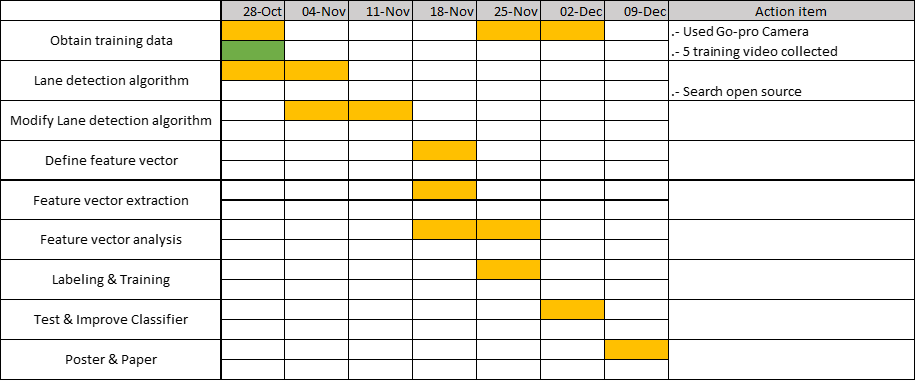 28-Oct 04-Nov 11-Nov 18-Nov 25-Nov 02-Dec 09-Dec Action item
Obtain training data
.- Used Go-pro Camera
.- 5 training video collected
Lane detection algorithm
.- Search open source
Modify Lane detection algorithm
Define feature vector
Feature vector extraction
Feature vector analysis
Labeling & Training
Test & Improve Classifier
Poster & Paper